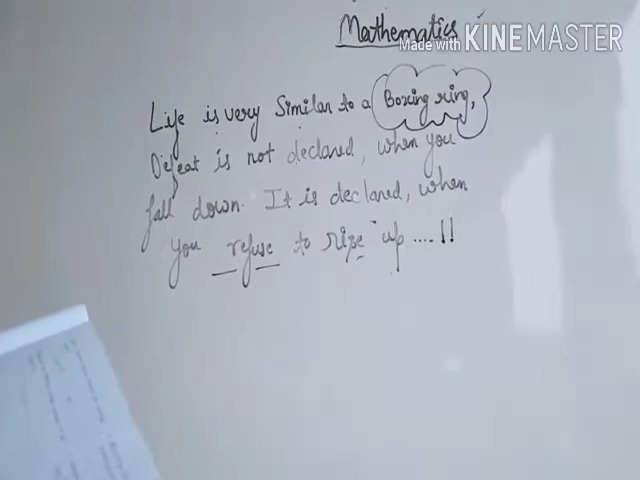 Mathematics
Made with KINEMASTER
Life is very Similar to a Boxing ring,
Defeat is not declared, when you
fall down. It is declared, when
you refuse to rize up ....!!